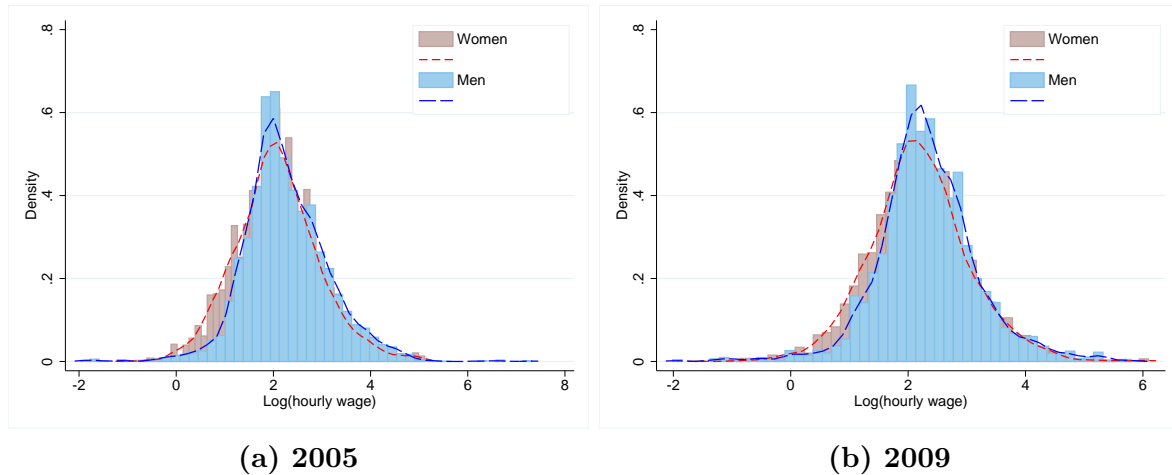 Women
Men
.8
.6
.4
.2
0
Density
-2 0 2 4 6 8
Log(hourly wage)
(a) 2005
Women
Men
.8
.6
.4
.2
0
Density
-2 0 2 4 6
Log(hourly wage)
(b) 2009